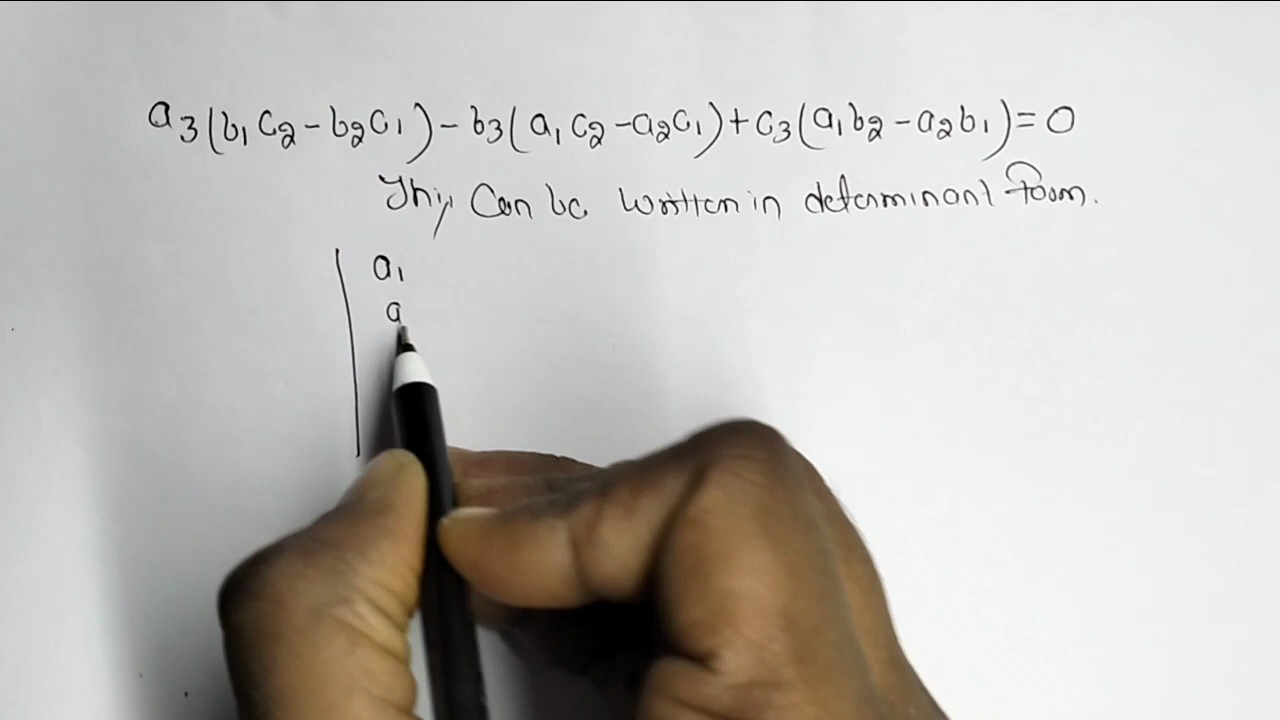 a₃(b₁c₂-b₂c₁)-b₃(a₁c₂-a₂c₁)+c₃(a₁b₂-a₂b₁)=0
This can be written in determinant form.
a₁
a